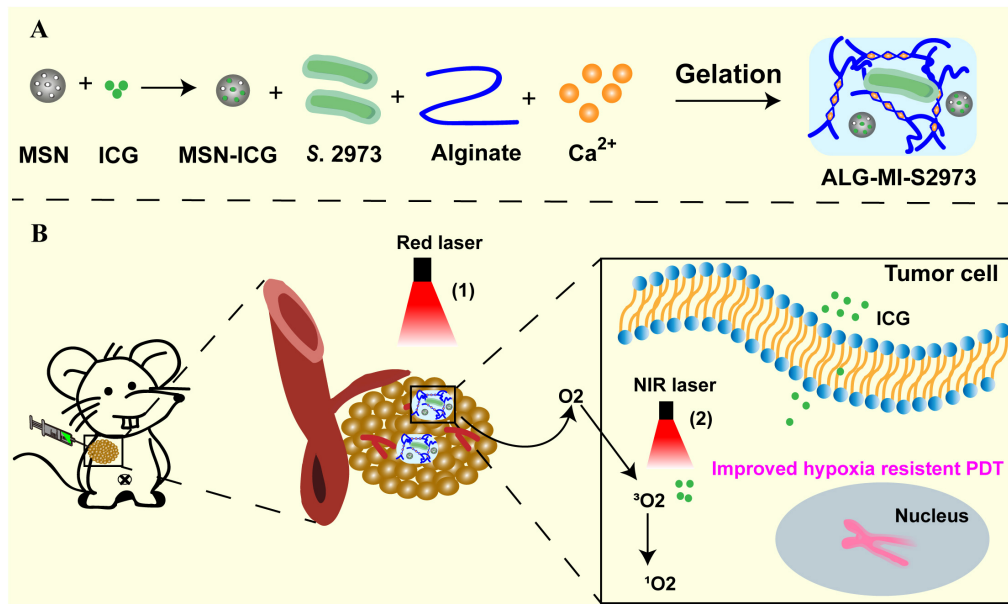 A
Gelation
MSN
ICG
MSN-ICG
S. 2973
Alginate
Ca²⁺
ALG-MI-S2973
B
Red laser
(1)
Tumor cell
ICG
O2
NIR laser
(2)
Improved hypoxia resistent PDT
³O2
Nucleus
¹O2